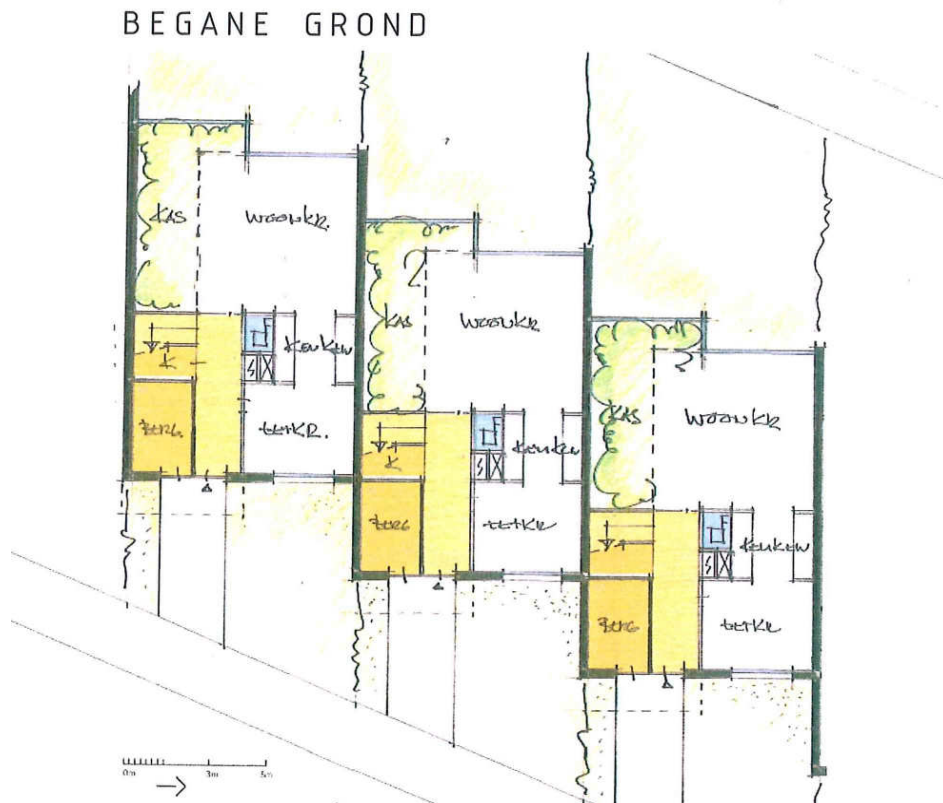 BEGANE GROND
KAS
WOONKR.
KEUKEN
K
BERG.
EETKR.
2
KAS
WOONKR
KEUKEN
K
BERG
EETKR
KAS
WOONKR
KEUKEN
BERG
EETKR
0m 3m 5m